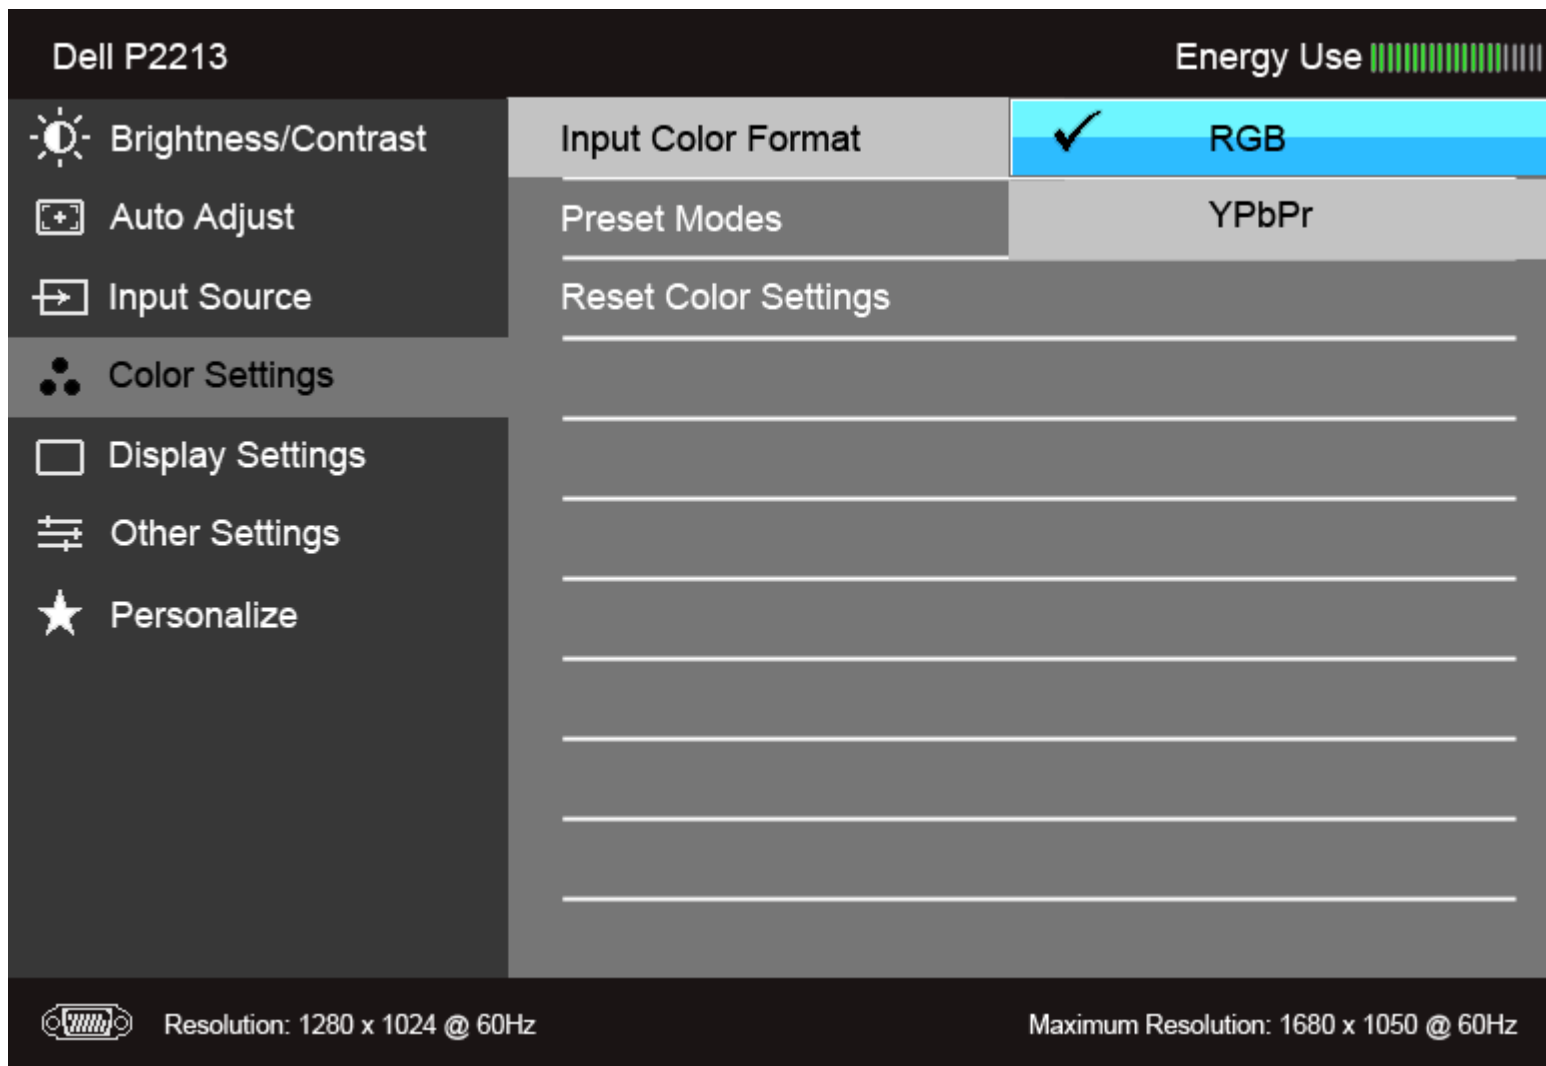 Dell P2213
Energy Use
Brightness/Contrast
Auto Adjust
Input Source
Color Settings
Display Settings
Other Settings
Personalize
Input Color Format
Preset Modes
Reset Color Settings
RGB
YPbPr
Resolution: 1280 x 1024 @ 60Hz
Maximum Resolution: 1680 x 1050 @ 60Hz